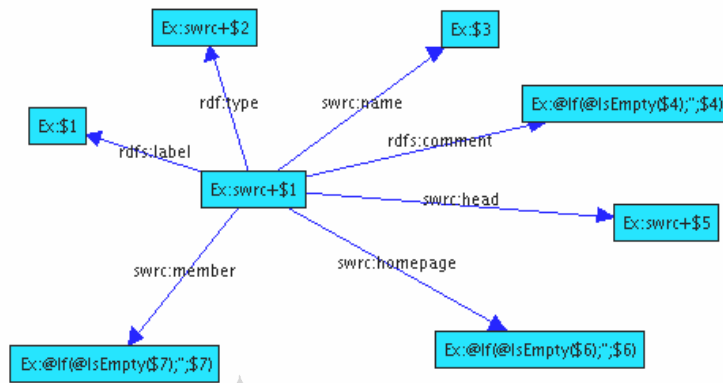 Ex:swrc+$2
Ex:$3
rdf:type
swrc:name
Ex:@If(@IsEmpty($4);";$4)
Ex:$1
rdfs:label
rdfs:comment
Ex:swrc+$1
swrc:head
Ex:swrc+$5
swrc:member
swrc:homepage
Ex:@If(@IsEmpty($7);";$7)
Ex:@If(@IsEmpty($6);";$6)